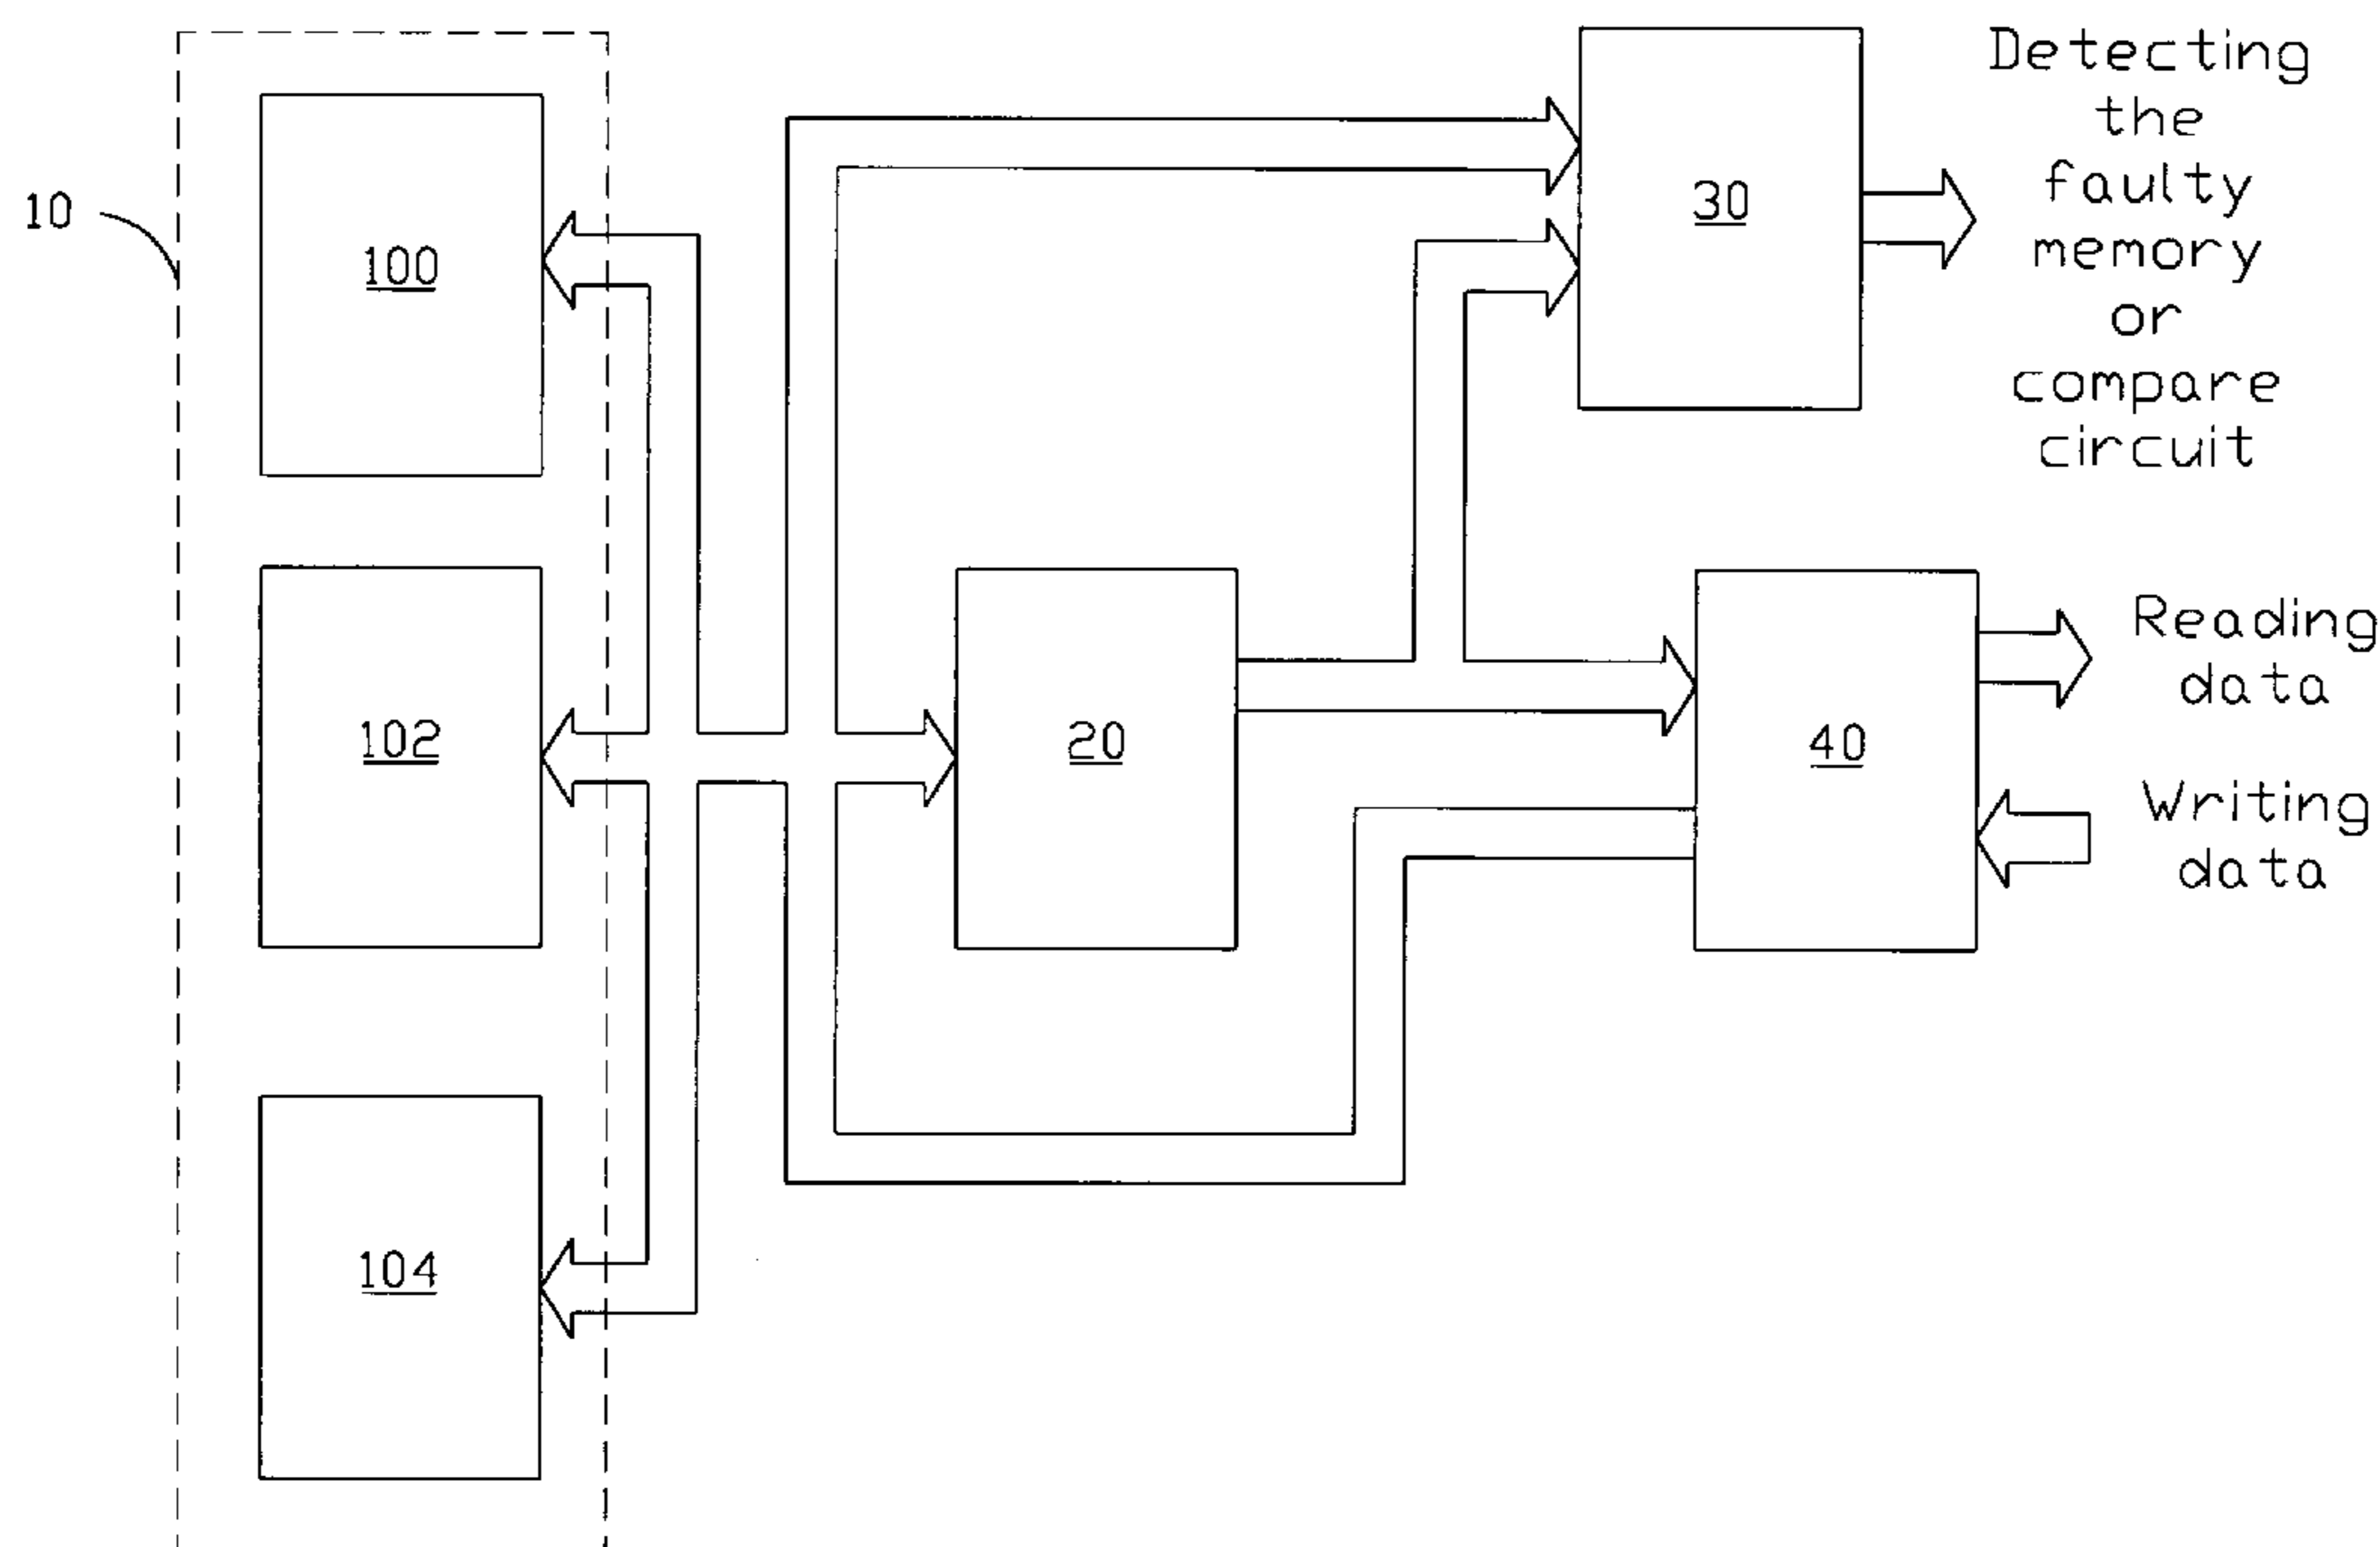 10
100
102
104
20
30
40
Detecting
the
faulty
memory
or
compare
circuit
Reading
data
Writing
data